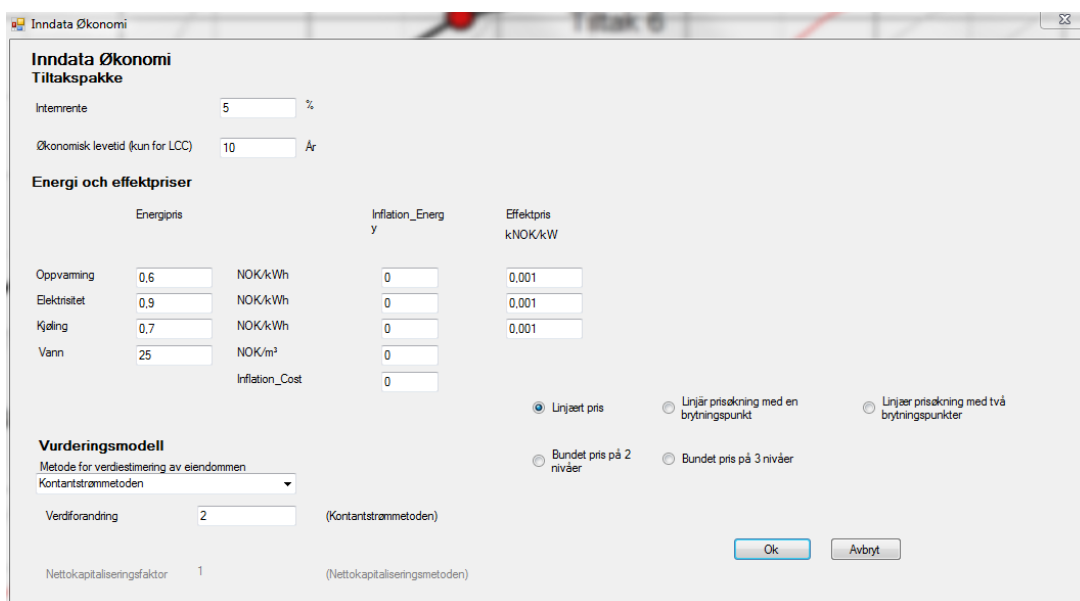 Tiltak 6
Inndata Økonomi
Inndata Økonomi
Tiltakspakke
Internrente 5 %
Økonomisk levetid (kun for LCC) 10 År
Energi och effektpriser
Energipris Inflation_Energ Effektpris
y kNOK/kW
Oppvarming 0,6 NOK/kWh 0 0,001
Elektrisitet 0,9 NOK/kWh 0 0,001
Kjøling 0,7 NOK/kWh 0 0,001
Vann 25 NOK/m³ 0
Inflation_Cost 0
Linjært pris Linjär prisøkning med en Linjær prisøkning med två
brytningspunkt brytningspunkter
Bundet pris på 2 Bundet pris på 3 nivåer
nivåer
Vurderingsmodell
Metode for verdiestimering av eiendommen
Kontantstrømmetoden
Verdiforandring 2 (Kontantstrømmetoden)
Ok Avbryt
Nettokapitaliseringsfaktor 1 (Nettokapitaliseringsmetoden)